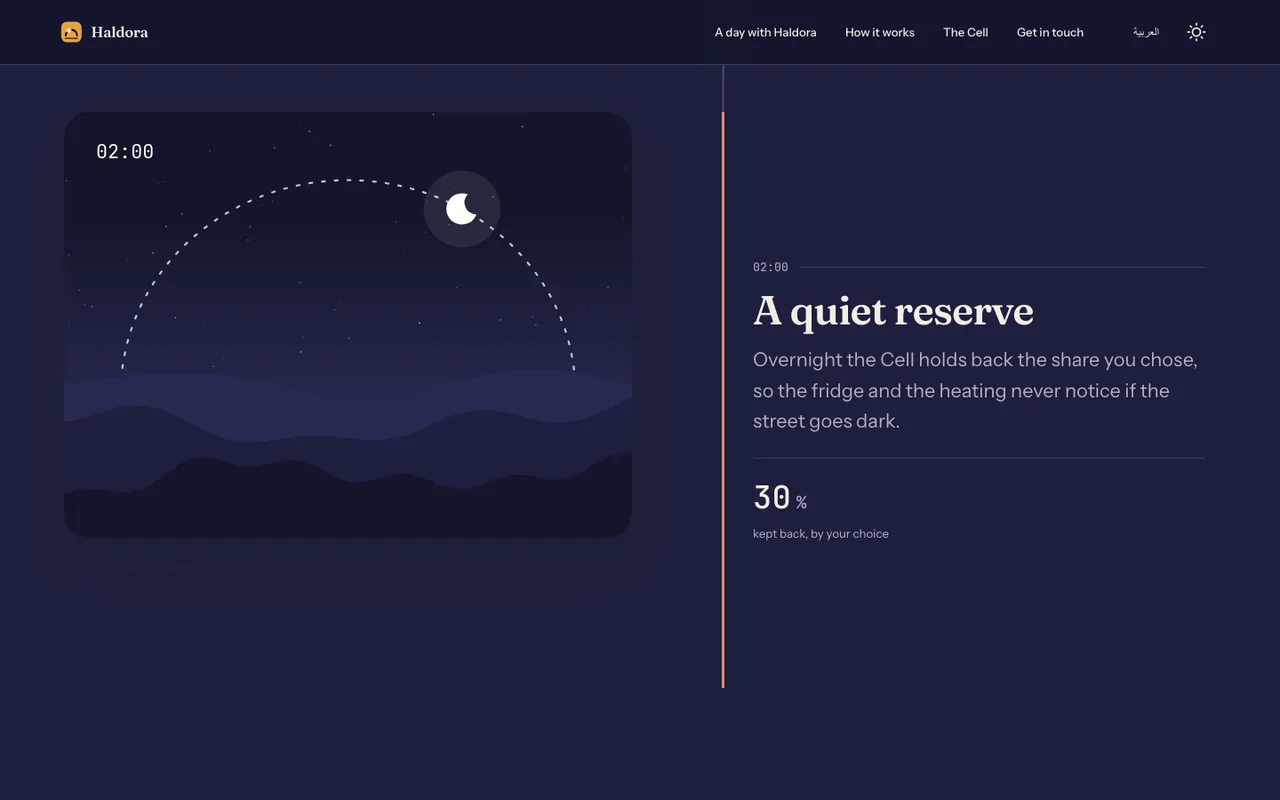 Haldora
A day with Haldora
How it works
The Cell
Get in touch
العربية
02:00
02:00
A quiet reserve
Overnight the Cell holds back the share you chose,
so the fridge and the heating never notice if the
street goes dark.
30 %
kept back, by your choice